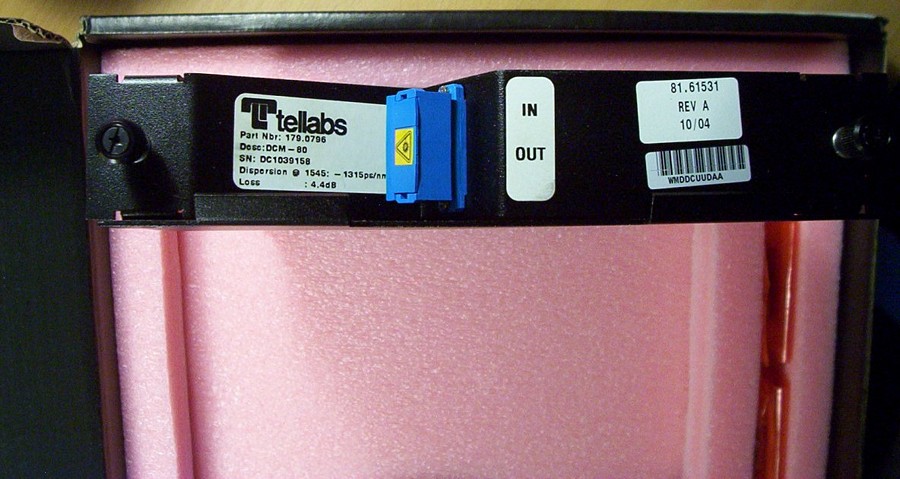 tellabs
Part Nbr: 179.0796
Desc:DCM-80
SN: DC1039158
Dispersion @ 1545: -1315ps/nm
Loss : 4.4dB
IN
OUT
81.61531
REV A
10/04
WMDDCUUDAA